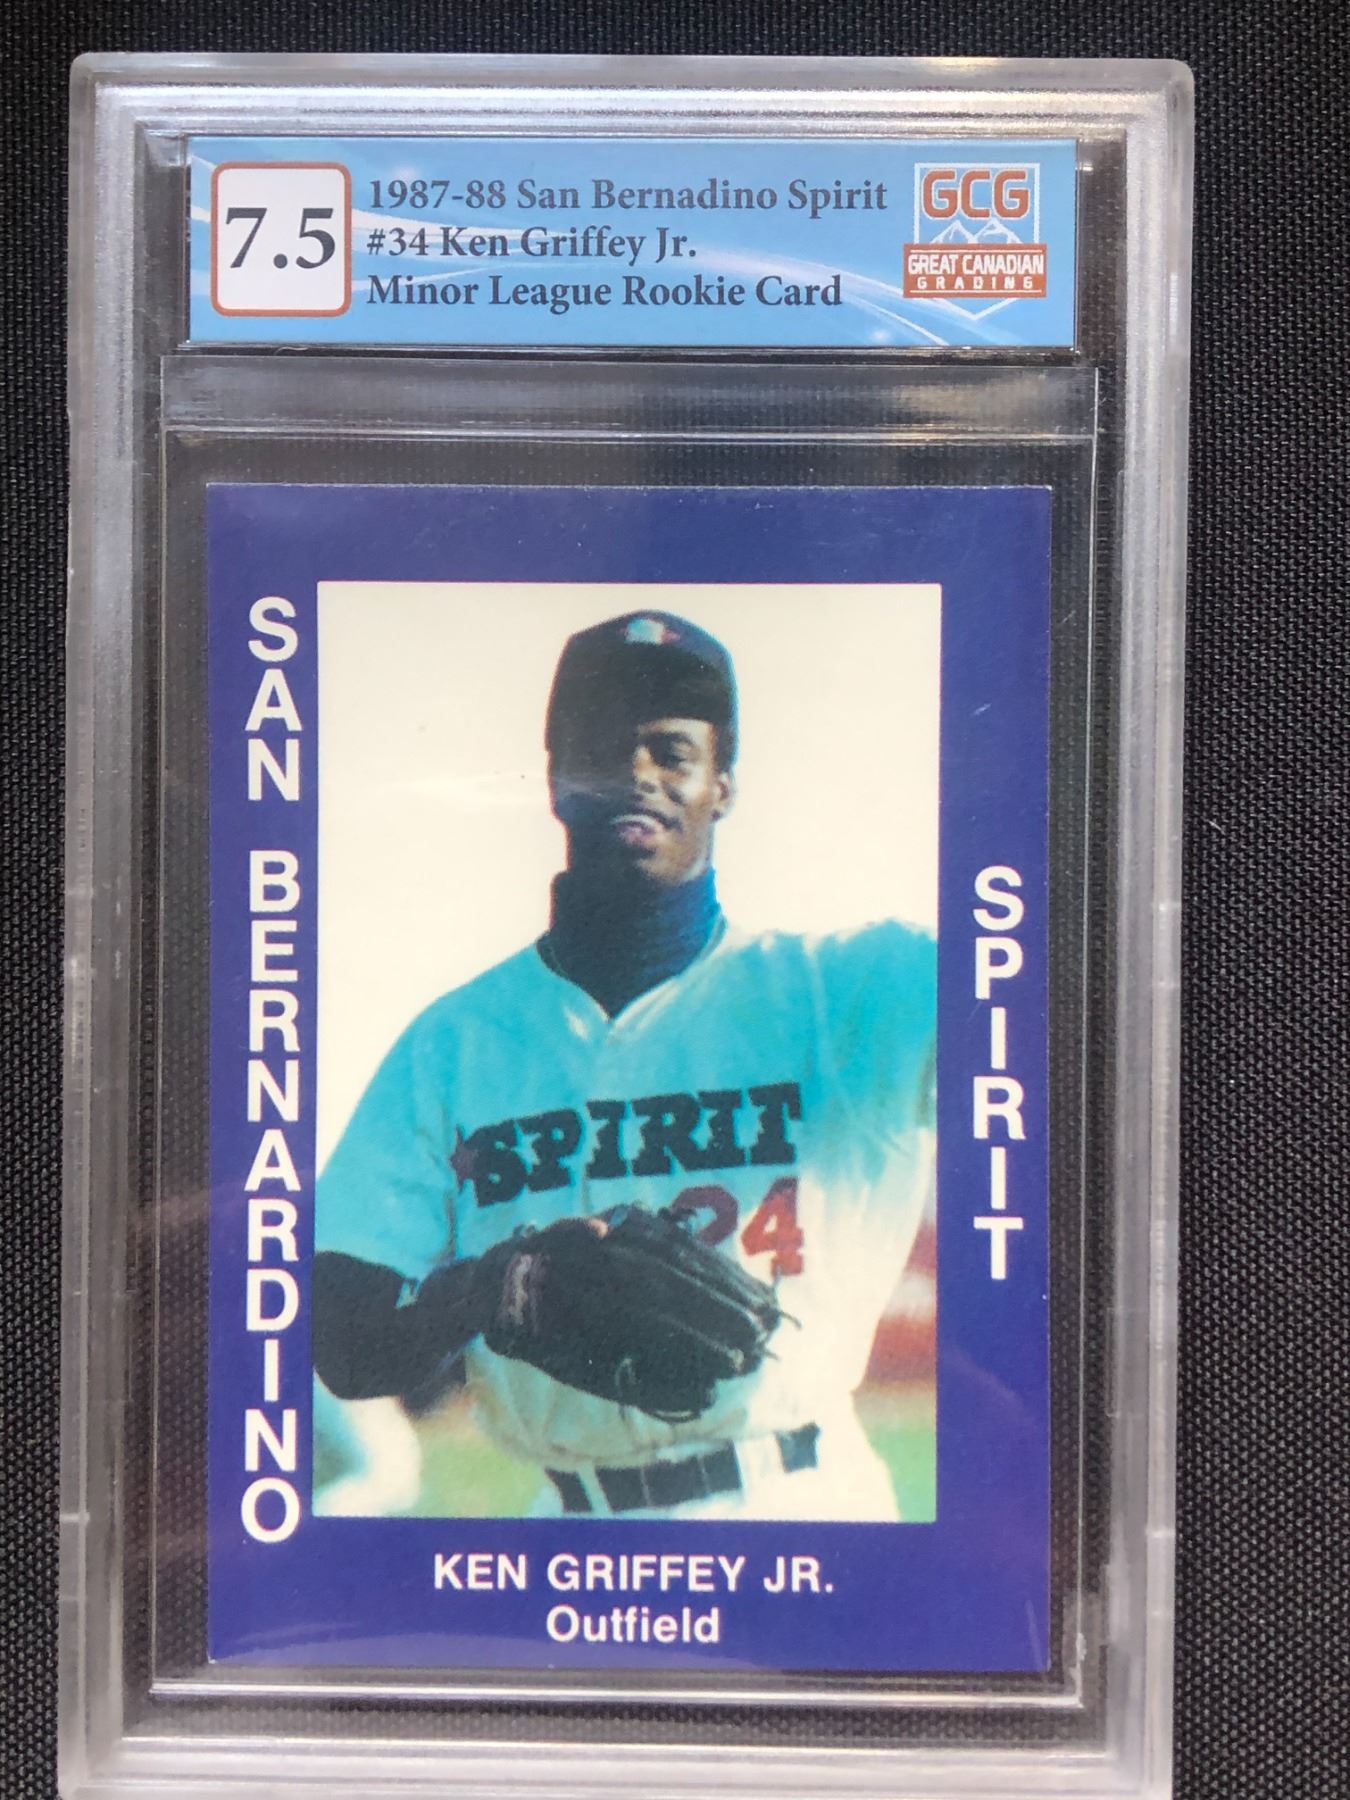 7.5
1987-88 San Bernadino Spirit
#34 Ken Griffey Jr.
Minor League Rookie Card
GCG
GREAT CANADIAN
GRADING
SAN BERNARDINO
SPIRIT
SPIRIT
24
KEN GRIFFEY JR.
Outfield